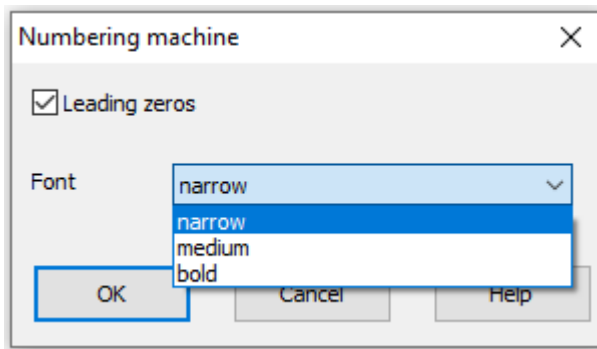 Numbering machine
Leading zeros
Font
narrow
narrow
medium
bold
OK
Cancel
Help